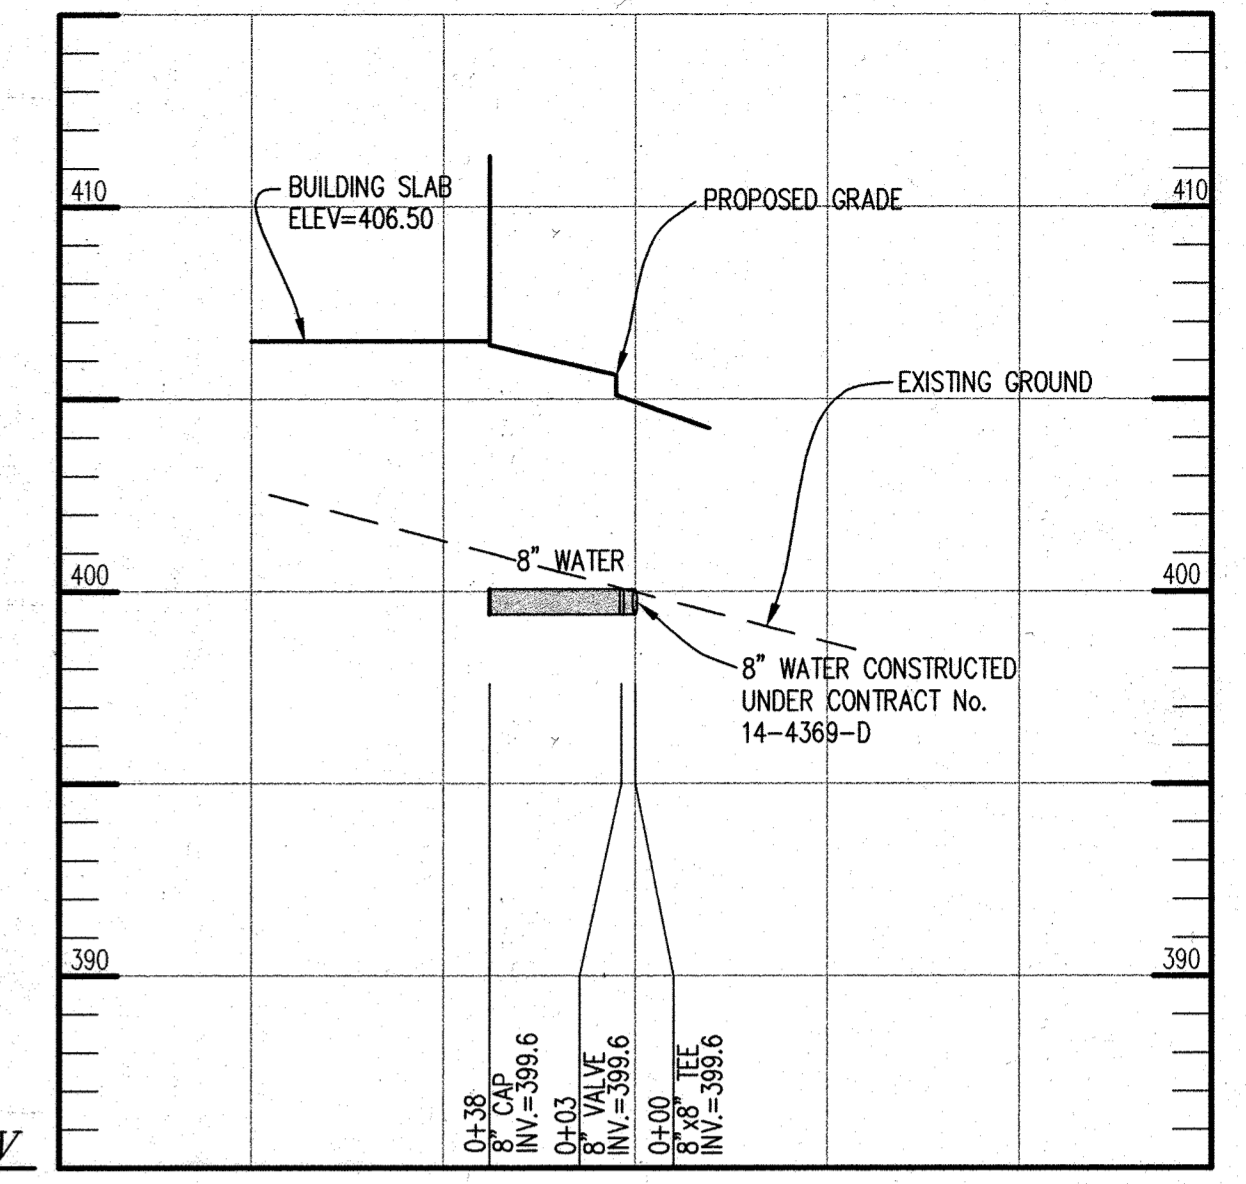 410
410
BUILDING SLAB
ELEV=406.50
PROPOSED GRADE
EXISTING GROUND
8" WATER
400
400
8" WATER CONSTRUCTED
UNDER CONTRACT No.
14-4369-D
390
390
0+38
8" CAP
INV.=399.6
0+03
8" VALVE
INV.=399.6
0+00
8"x8" TEE
INV.=399.6